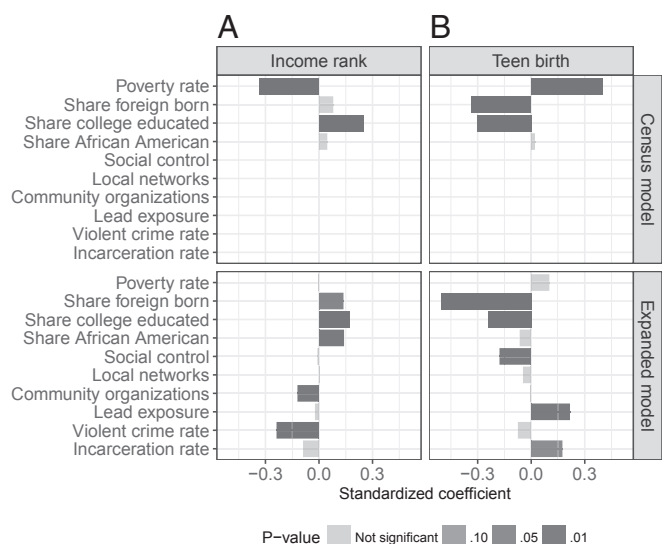 A B
Income rank Teen birth
Poverty rate
Share foreign born
Share college educated
Share African American
Social control
Local networks
Community organizations
Lead exposure
Violent crime rate
Incarceration rate
Census model
Poverty rate
Share foreign born
Share college educated
Share African American
Social control
Local networks
Community organizations
Lead exposure
Violent crime rate
Incarceration rate
Expanded model
−0.3 0.0 0.3 −0.3 0.0 0.3
Standardized coefficient
P−value Not significant .10 .05 .01